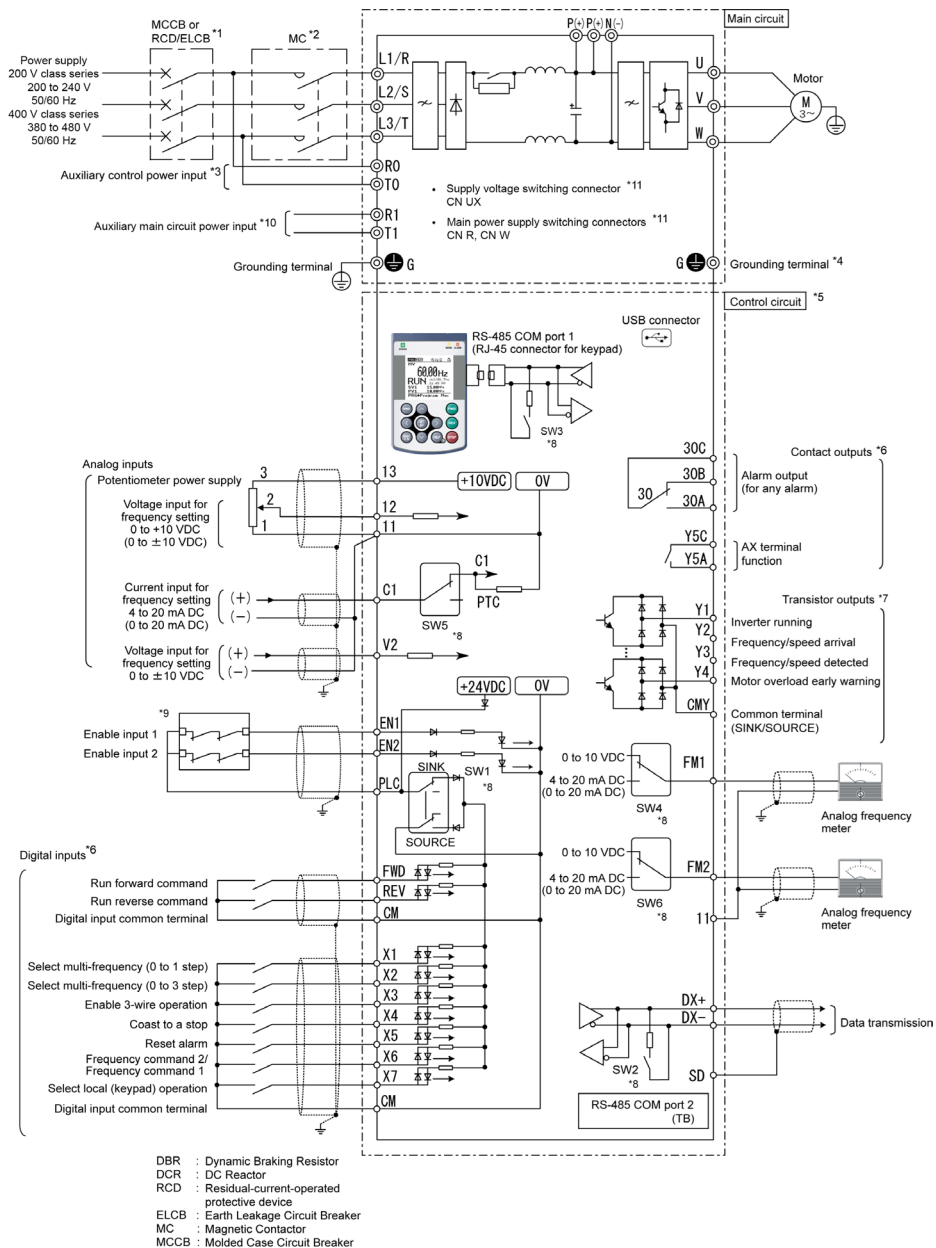 MCCB or
RCD/ELCB *1
MC *2
Power supply
200 V class series
200 to 240 V
50/60 Hz
400 V class series
380 to 480 V
50/60 Hz
L1/R
L2/S
L3/T
P(+) P(+) N(-)
Main circuit
U
V
W
Motor
M
3~
Auxiliary control power input *3
R0
T0
Auxiliary main circuit power input *10
R1
T1
• Supply voltage switching connector *11
CN UX
• Main power supply switching connectors *11
CN R, CN W
Grounding terminal
G
G
Grounding terminal *4
Control circuit *5
USB connector
RS-485 COM port 1
(RJ-45 connector for keypad)
60.00Hz
RUN
SW3
*8
Analog inputs
Potentiometer power supply
3
2
1
Voltage input for
frequency setting
0 to +10 VDC
(0 to ±10 VDC)
13
12
11
+10VDC
0V
Current input for
frequency setting
4 to 20 mA DC
(0 to 20 mA DC)
(+)
(−)
C1
C1
PTC
SW5
*8
Voltage input for
frequency setting
0 to ±10 VDC
(+)
(−)
V2
+24VDC
0V
*9
Enable input 1
Enable input 2
EN1
EN2
PLC
SINK
SW1
*8
SOURCE
Digital inputs*6
Run forward command
Run reverse command
Digital input common terminal
FWD
REV
CM
Select multi-frequency (0 to 1 step)
Select multi-frequency (0 to 3 step)
Enable 3-wire operation
Coast to a stop
Reset alarm
Frequency command 2/
Frequency command 1
Select local (keypad) operation
Digital input common terminal
X1
X2
X3
X4
X5
X6
X7
CM
30C
30B
30
30A
Contact outputs *6
Alarm output
(for any alarm)
Y5C
Y5A
AX terminal
function
Transistor outputs *7
Y1
Inverter running
Y2
Frequency/speed arrival
Y3
Frequency/speed detected
Y4
Motor overload early warning
CMY
Common terminal
(SINK/SOURCE)
0 to 10 VDC
4 to 20 mA DC
(0 to 20 mA DC)
FM1
SW4
*8
Analog frequency
meter
0 to 10 VDC
4 to 20 mA DC
(0 to 20 mA DC)
FM2
SW6
*8
11
Analog frequency
meter
DX+
DX−
Data transmission
SW2
*8
SD
RS-485 COM port 2
(TB)
DBR : Dynamic Braking Resistor
DCR : DC Reactor
RCD : Residual-current-operated
protective device
ELCB : Earth Leakage Circuit Breaker
MC : Magnetic Contactor
MCCB : Molded Case Circuit Breaker